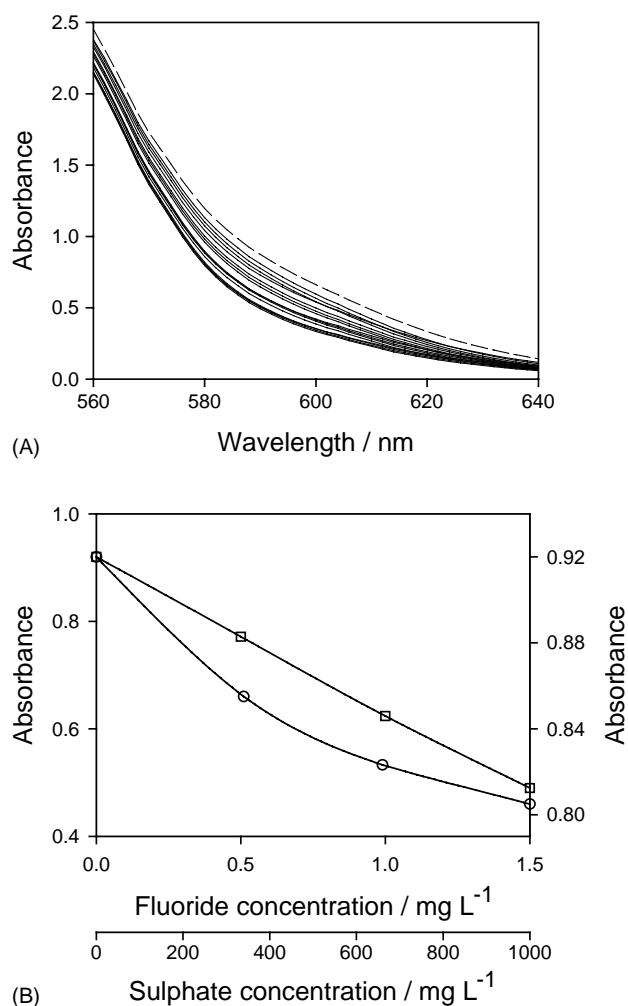 2.5
2.0
1.5
1.0
0.5
0.0
Absorbance
560 580 600 620 640
Wavelength / nm
(A)
1.0
0.8
0.6
0.4
Absorbance
0.92
0.88
0.84
0.80
Absorbance
0.0 0.5 1.0 1.5
Fluoride concentration / mg L⁻¹
0 200 400 600 800 1000
Sulphate concentration / mg L⁻¹
(B)